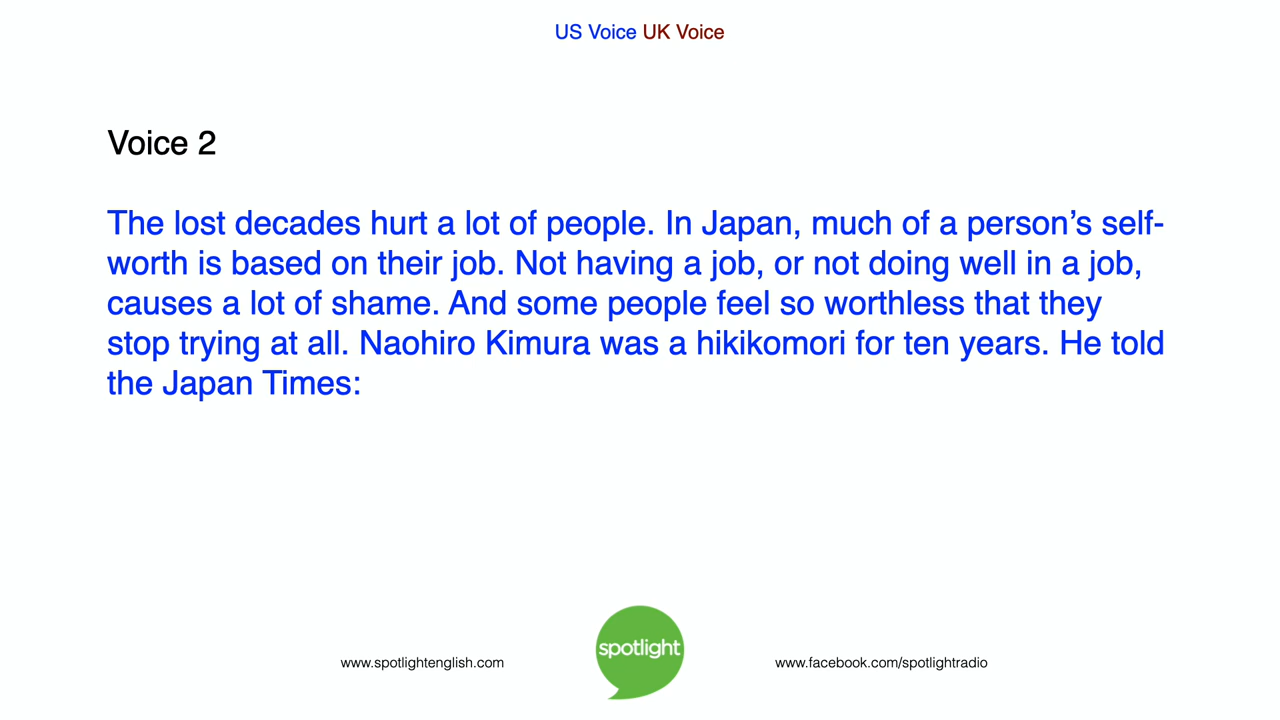 US Voice UK Voice
Voice 2
The lost decades hurt a lot of people. In Japan, much of a person’s self-
worth is based on their job. Not having a job, or not doing well in a job,
causes a lot of shame. And some people feel so worthless that they
stop trying at all. Naohiro Kimura was a hikikomori for ten years. He told
the Japan Times:
www.spotlightenglish.com
spotlight
www.facebook.com/spotlightradio